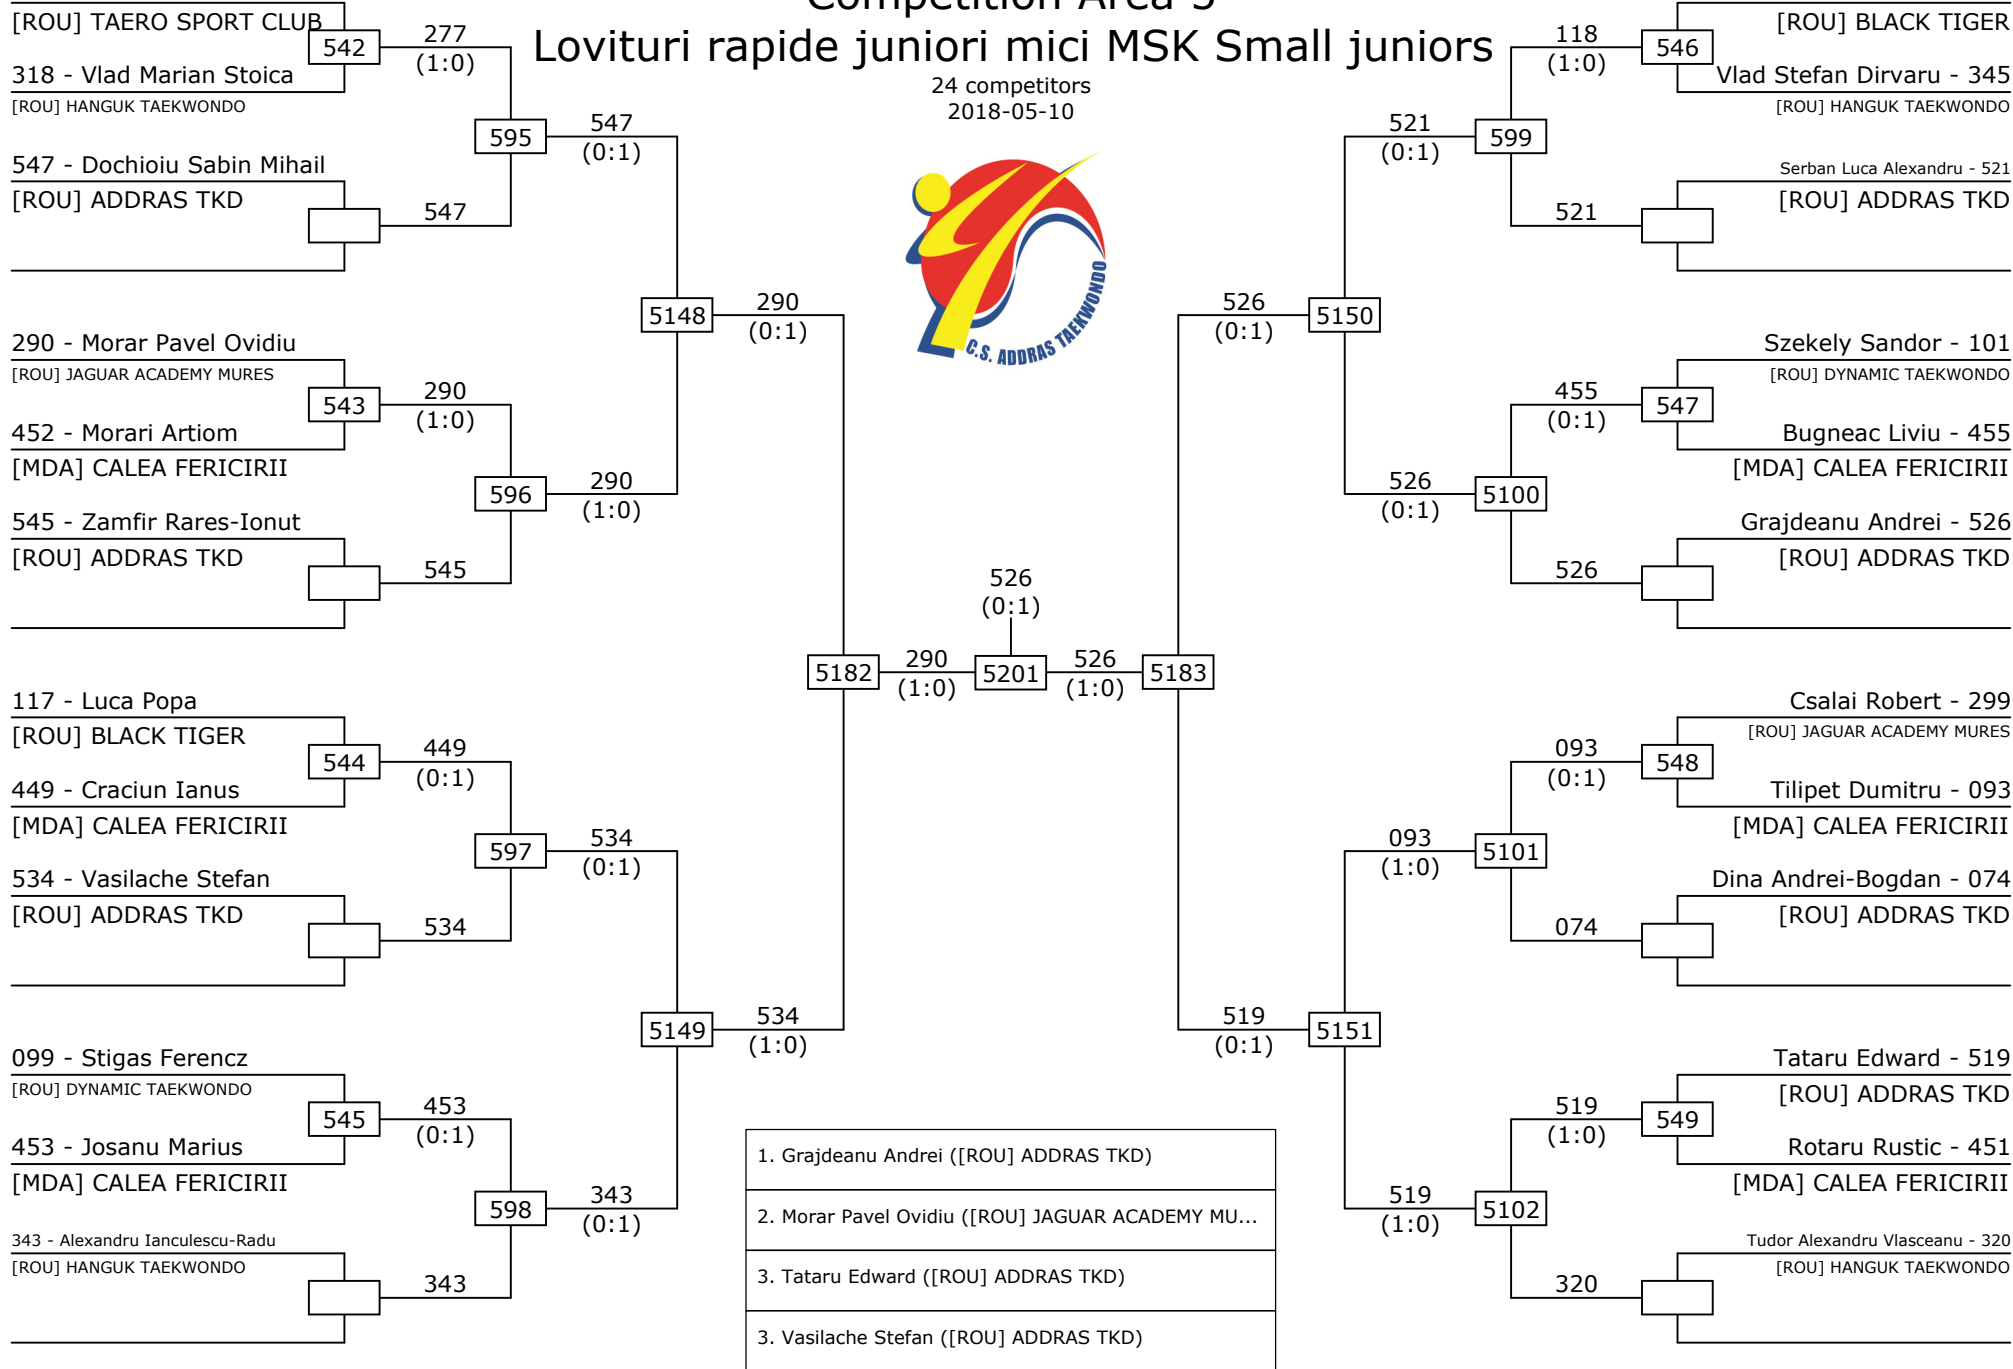 Competition Area 5
Lovituri rapide juniori mici MSK Small juniors
24 competitors
2018-05-10
C.S. ADDRAS TAEKWONDO
[ROU] TAERO SPORT CLUB
542
277
(1:0)
318 - Vlad Marian Stoica
[ROU] HANGUK TAEKWONDO
595
547
(0:1)
547 - Dochioiu Sabin Mihail
[ROU] ADDRAS TKD
547
5148
290
(0:1)
290 - Morar Pavel Ovidiu
[ROU] JAGUAR ACADEMY MURES
543
290
(1:0)
452 - Morari Artiom
[MDA] CALEA FERICIRII
596
290
(1:0)
545 - Zamfir Rares-Ionut
[ROU] ADDRAS TKD
545
5182
290
(1:0)
526
(0:1)
5201
526
(1:0)
5183
117 - Luca Popa
[ROU] BLACK TIGER
544
449
(0:1)
449 - Craciun Ianus
[MDA] CALEA FERICIRII
597
534
(0:1)
534 - Vasilache Stefan
[ROU] ADDRAS TKD
534
5149
534
(1:0)
099 - Stigas Ferencz
[ROU] DYNAMIC TAEKWONDO
545
453
(0:1)
453 - Josanu Marius
[MDA] CALEA FERICIRII
598
343
(0:1)
343 - Alexandru Ianculescu-Radu
[ROU] HANGUK TAEKWONDO
343
[ROU] BLACK TIGER
118
(1:0)
546
Vlad Stefan Dirvaru - 345
[ROU] HANGUK TAEKWONDO
521
(0:1)
599
Serban Luca Alexandru - 521
[ROU] ADDRAS TKD
521
526
(0:1)
5150
Szekely Sandor - 101
[ROU] DYNAMIC TAEKWONDO
455
(0:1)
547
Bugneac Liviu - 455
[MDA] CALEA FERICIRII
526
(0:1)
5100
Grajdeanu Andrei - 526
[ROU] ADDRAS TKD
526
Csalai Robert - 299
[ROU] JAGUAR ACADEMY MURES
093
(0:1)
548
Tilipet Dumitru - 093
[MDA] CALEA FERICIRII
093
(1:0)
5101
Dina Andrei-Bogdan - 074
[ROU] ADDRAS TKD
074
519
(0:1)
5151
Tataru Edward - 519
[ROU] ADDRAS TKD
519
(1:0)
549
Rotaru Rustic - 451
[MDA] CALEA FERICIRII
519
(1:0)
5102
Tudor Alexandru Vlasceanu - 320
[ROU] HANGUK TAEKWONDO
320
1. Grajdeanu Andrei ([ROU] ADDRAS TKD)
2. Morar Pavel Ovidiu ([ROU] JAGUAR ACADEMY MU...
3. Tataru Edward ([ROU] ADDRAS TKD)
3. Vasilache Stefan ([ROU] ADDRAS TKD)